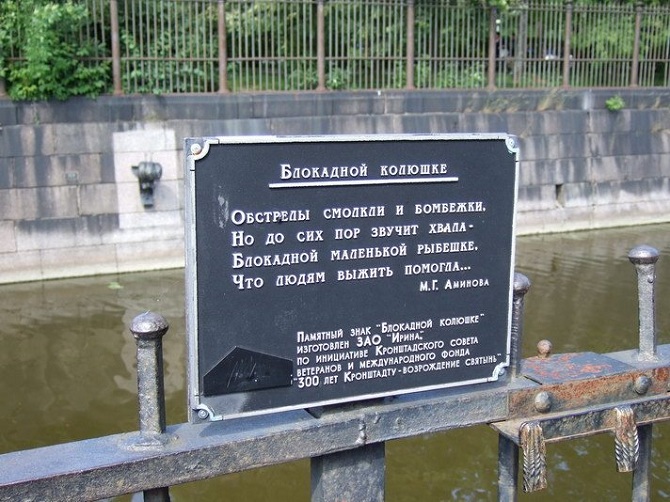 Блокадной колюшке
Обстрелы смолкли и бомбежки.
Но до сих пор звучит хвала-
Блокадной маленькой рыбешке.
Что людям выжить помогла...
М.Г. Аминова
Памятный знак "Блокадной колюшке"
изготовлен ЗАО "Ирина"
по инициативе Кронштадского совета
ветеранов и международного фонда
"300 лет Кронштадту-возрождение святынь"